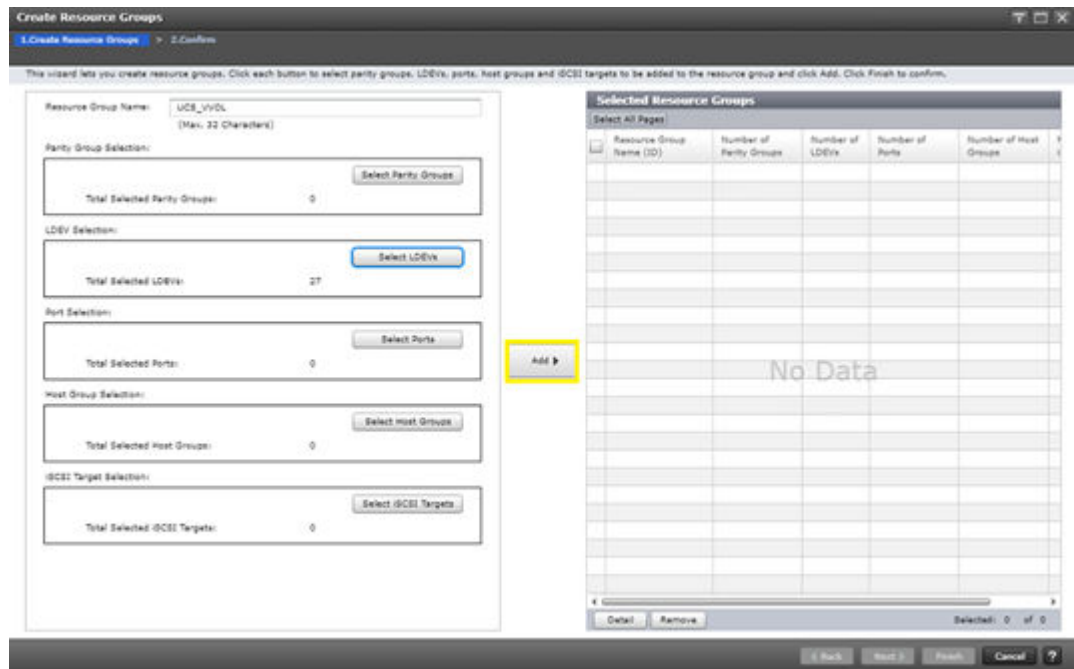 Create Resource Groups
1.Create Resource Groups > 2.Confirm
This wizard lets you create resource groups. Click each button to select parity groups, LDEVs, ports, host groups and iSCSI targets to be added to the resource group and click Add. Click Finish to confirm.
Resource Group Name: UCS_VVOL
(Max. 32 Characters)
Parity Group Selection:
Select Parity Groups
Total Selected Parity Groups: 0
LDEV Selection:
Select LDEVs
Total Selected LDEVs: 27
Port Selection:
Select Ports
Total Selected Ports: 0
Host Group Selection:
Select Host Groups
Total Selected Host Groups: 0
iSCSI Target Selection:
Select iSCSI Targets
Total Selected iSCSI Targets: 0
Add
Selected Resource Groups
Select All Pages
Resource Group Name (ID)
Number of Parity Groups
Number of LDEVs
Number of Ports
Number of Host Groups
No Data
Detail Remove Selected: 0 of 0
Back Next Finish Cancel ?